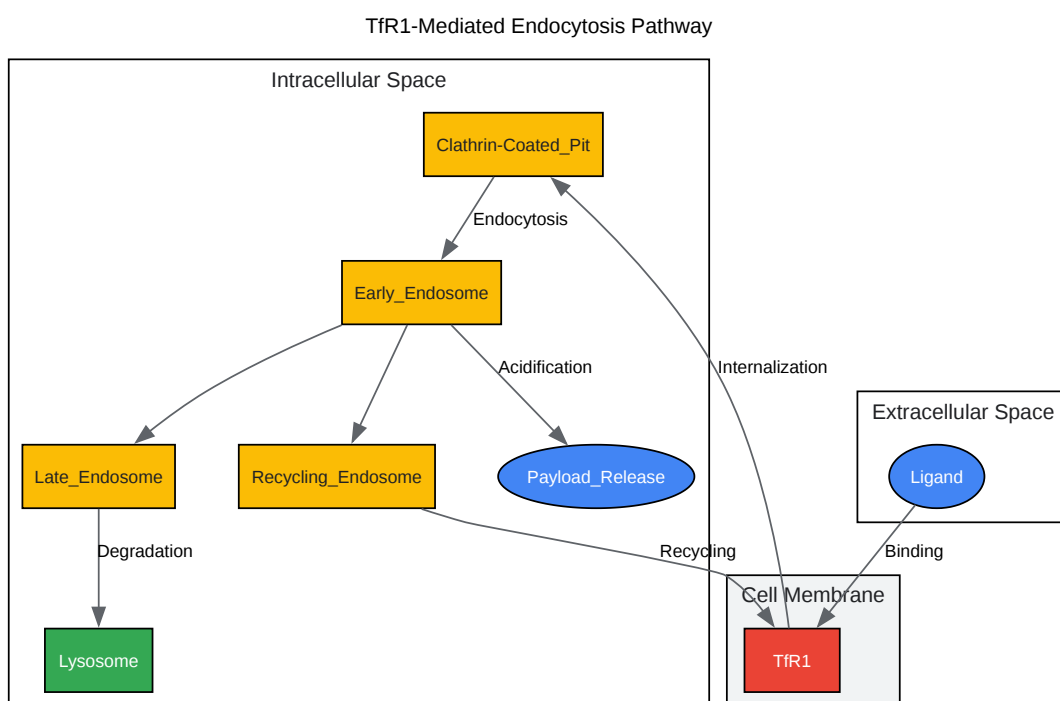 TfR1-Mediated Endocytosis Pathway
Intracellular Space
Clathrin-Coated_Pit
Endocytosis
Early_Endosome
Acidification
Internalization
Extracellular Space
Late_Endosome
Recycling_Endosome
Payload_Release
Ligand
Degradation
Recycling
Binding
Cell Membrane
Lysosome
TfR1